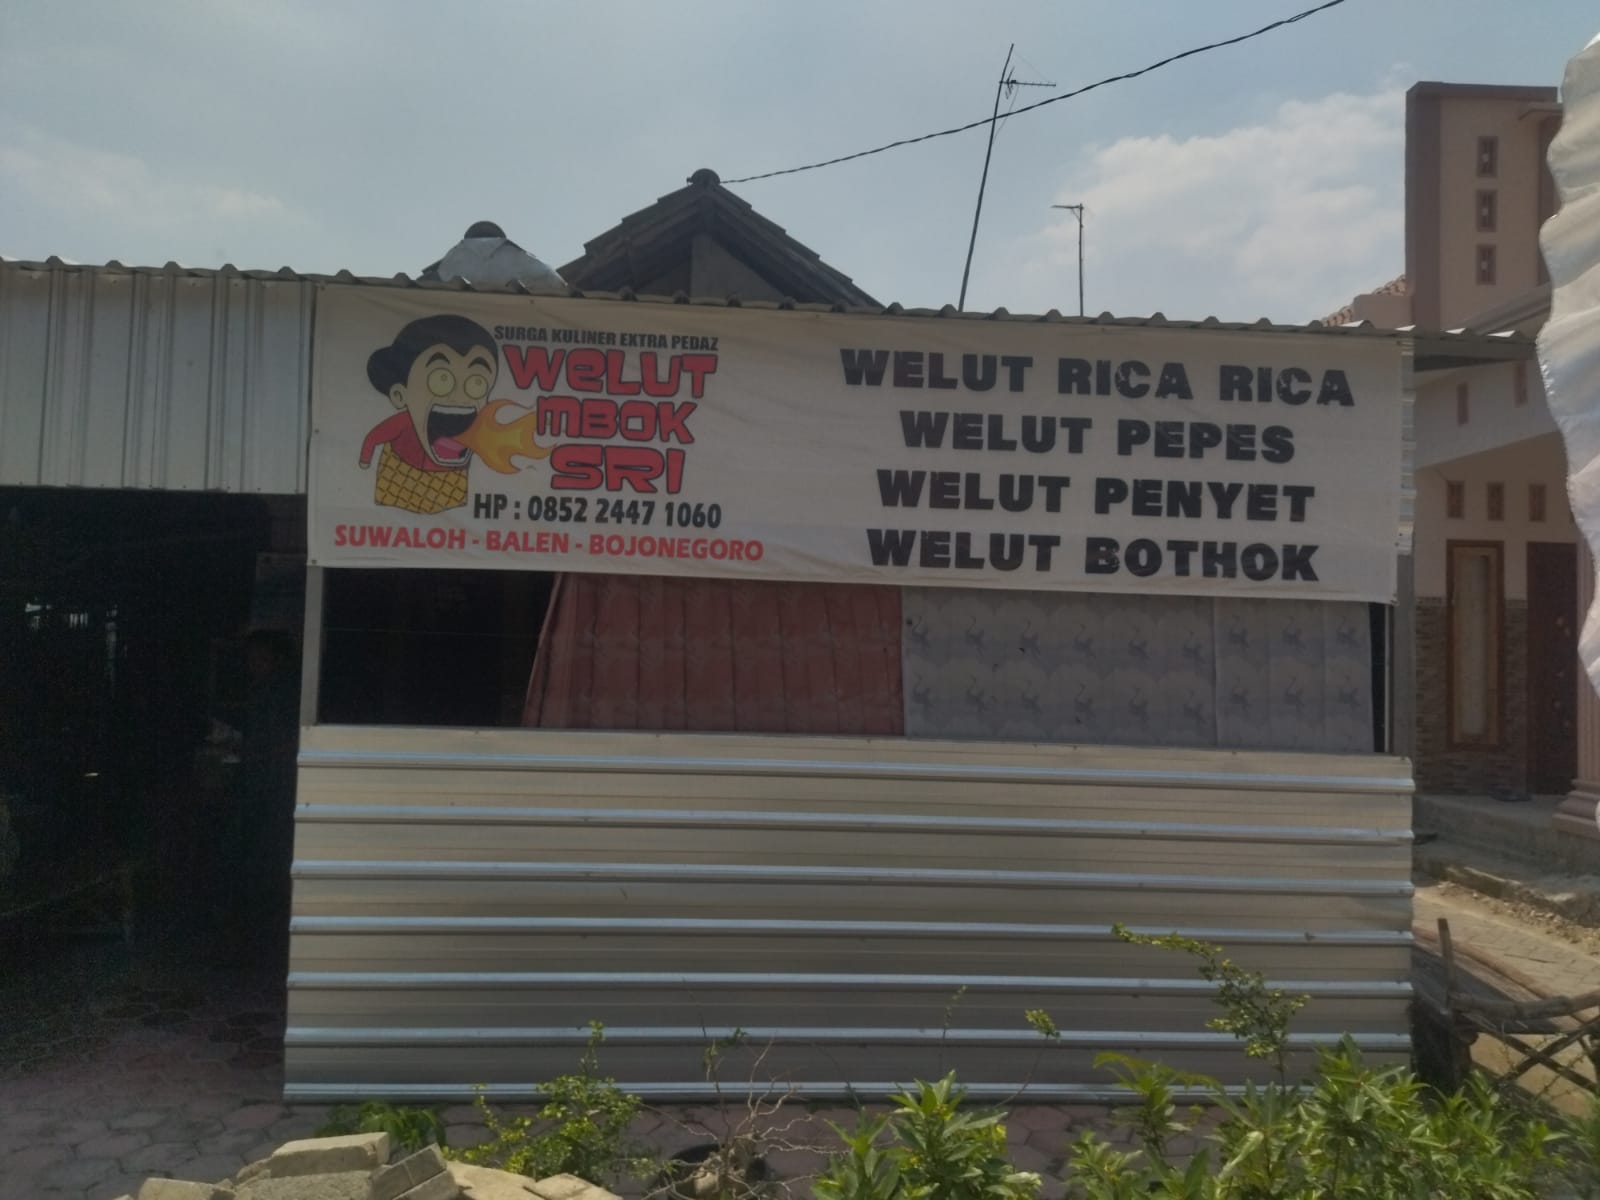 SURGA KULINER EXTRA PEDAZ
WeLUT
MBOK
SRI
HP : 0852 2447 1060
SUWALOH - BALEN - BOJONEGORO
WELUT RICA RICA
WELUT PEPES
WELUT PENYET
WELUT BOTHOK